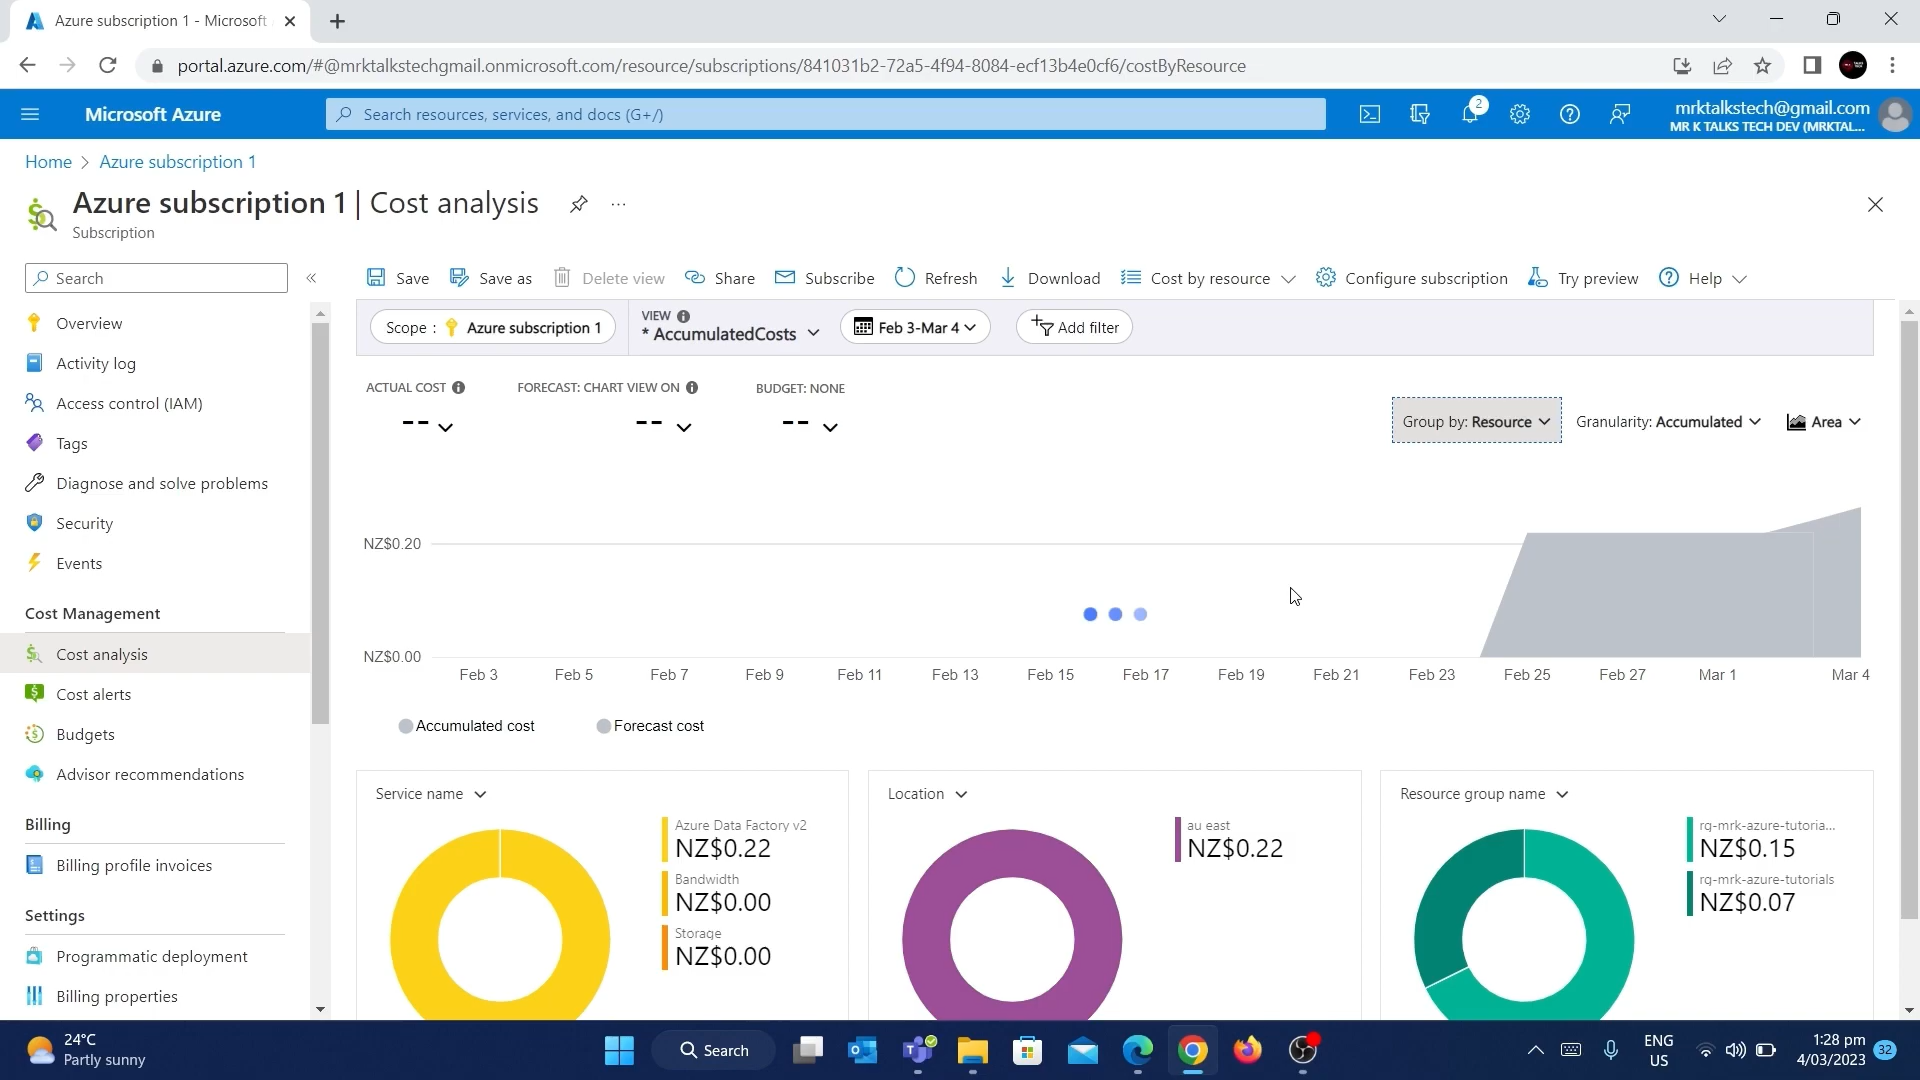 Azure subscription 1 - Microsoft
portal.azure.com/#@mrktalkstechgmail.onmicrosoft.com/resource/subscriptions/841031b2-72a5-4f94-8084-ecf13b4e0cf6/costByResource
Microsoft Azure
Search resources, services, and docs (G+/)
2
mrktalkstech@gmail.com
MR K TALKS TECH DEV (MRKTAL...
Home > Azure subscription 1
Azure subscription 1 | Cost analysis
...
Subscription
Search
«
Save
Save as
Delete view
Share
Subscribe
Refresh
Download
Cost by resource
Configure subscription
Try preview
Help
Overview
Activity log
Access control (IAM)
Tags
Diagnose and solve problems
Security
Events
Cost Management
Cost analysis
Cost alerts
Budgets
Advisor recommendations
Billing
Billing profile invoices
Settings
Programmatic deployment
Billing properties
Scope : Azure subscription 1
VIEW
* AccumulatedCosts
Feb 3-Mar 4
Add filter
ACTUAL COST
--
FORECAST: CHART VIEW ON
--
BUDGET: NONE
--
Group by: Resource
Granularity: Accumulated
Area
NZ$0.20
NZ$0.00
Feb 3 Feb 5 Feb 7 Feb 9 Feb 11 Feb 13 Feb 15 Feb 17 Feb 19 Feb 21 Feb 23 Feb 25 Feb 27 Mar 1 Mar 4
Accumulated cost
Forecast cost
Service name
Azure Data Factory v2
NZ$0.22
Bandwidth
NZ$0.00
Storage
NZ$0.00
Location
au east
NZ$0.22
Resource group name
rg-mrk-azure-tutoria...
NZ$0.15
rg-mrk-azure-tutorials
NZ$0.07
24°C
Partly sunny
Search
ENG
US
1:28 pm
4/03/2023
32